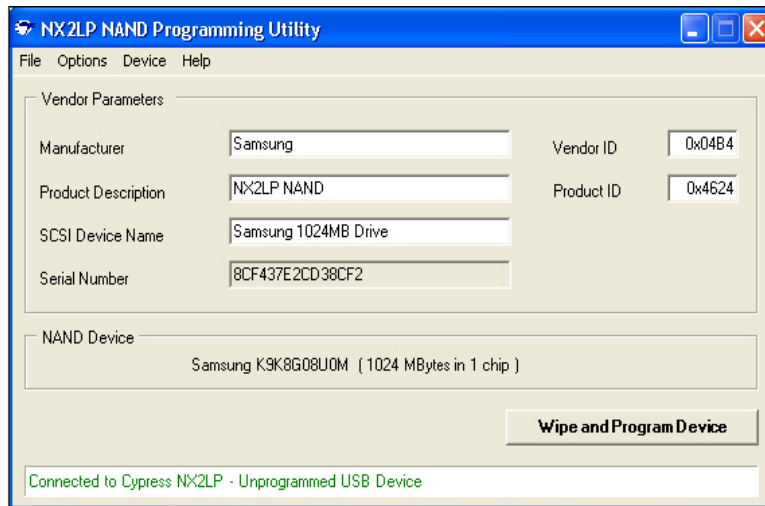 NX2LP NAND Programming Utility
File Options Device Help
Vendor Parameters
Manufacturer Samsung Vendor ID 0x04B4
Product Description NX2LP NAND Product ID 0x4624
SCSI Device Name Samsung 1024MB Drive
Serial Number 8CF437E2CD38CF2
NAND Device
Samsung K9K8G08U0M ( 1024 MBytes in 1 chip )
Wipe and Program Device
Connected to Cypress NX2LP - Unprogrammed USB Device